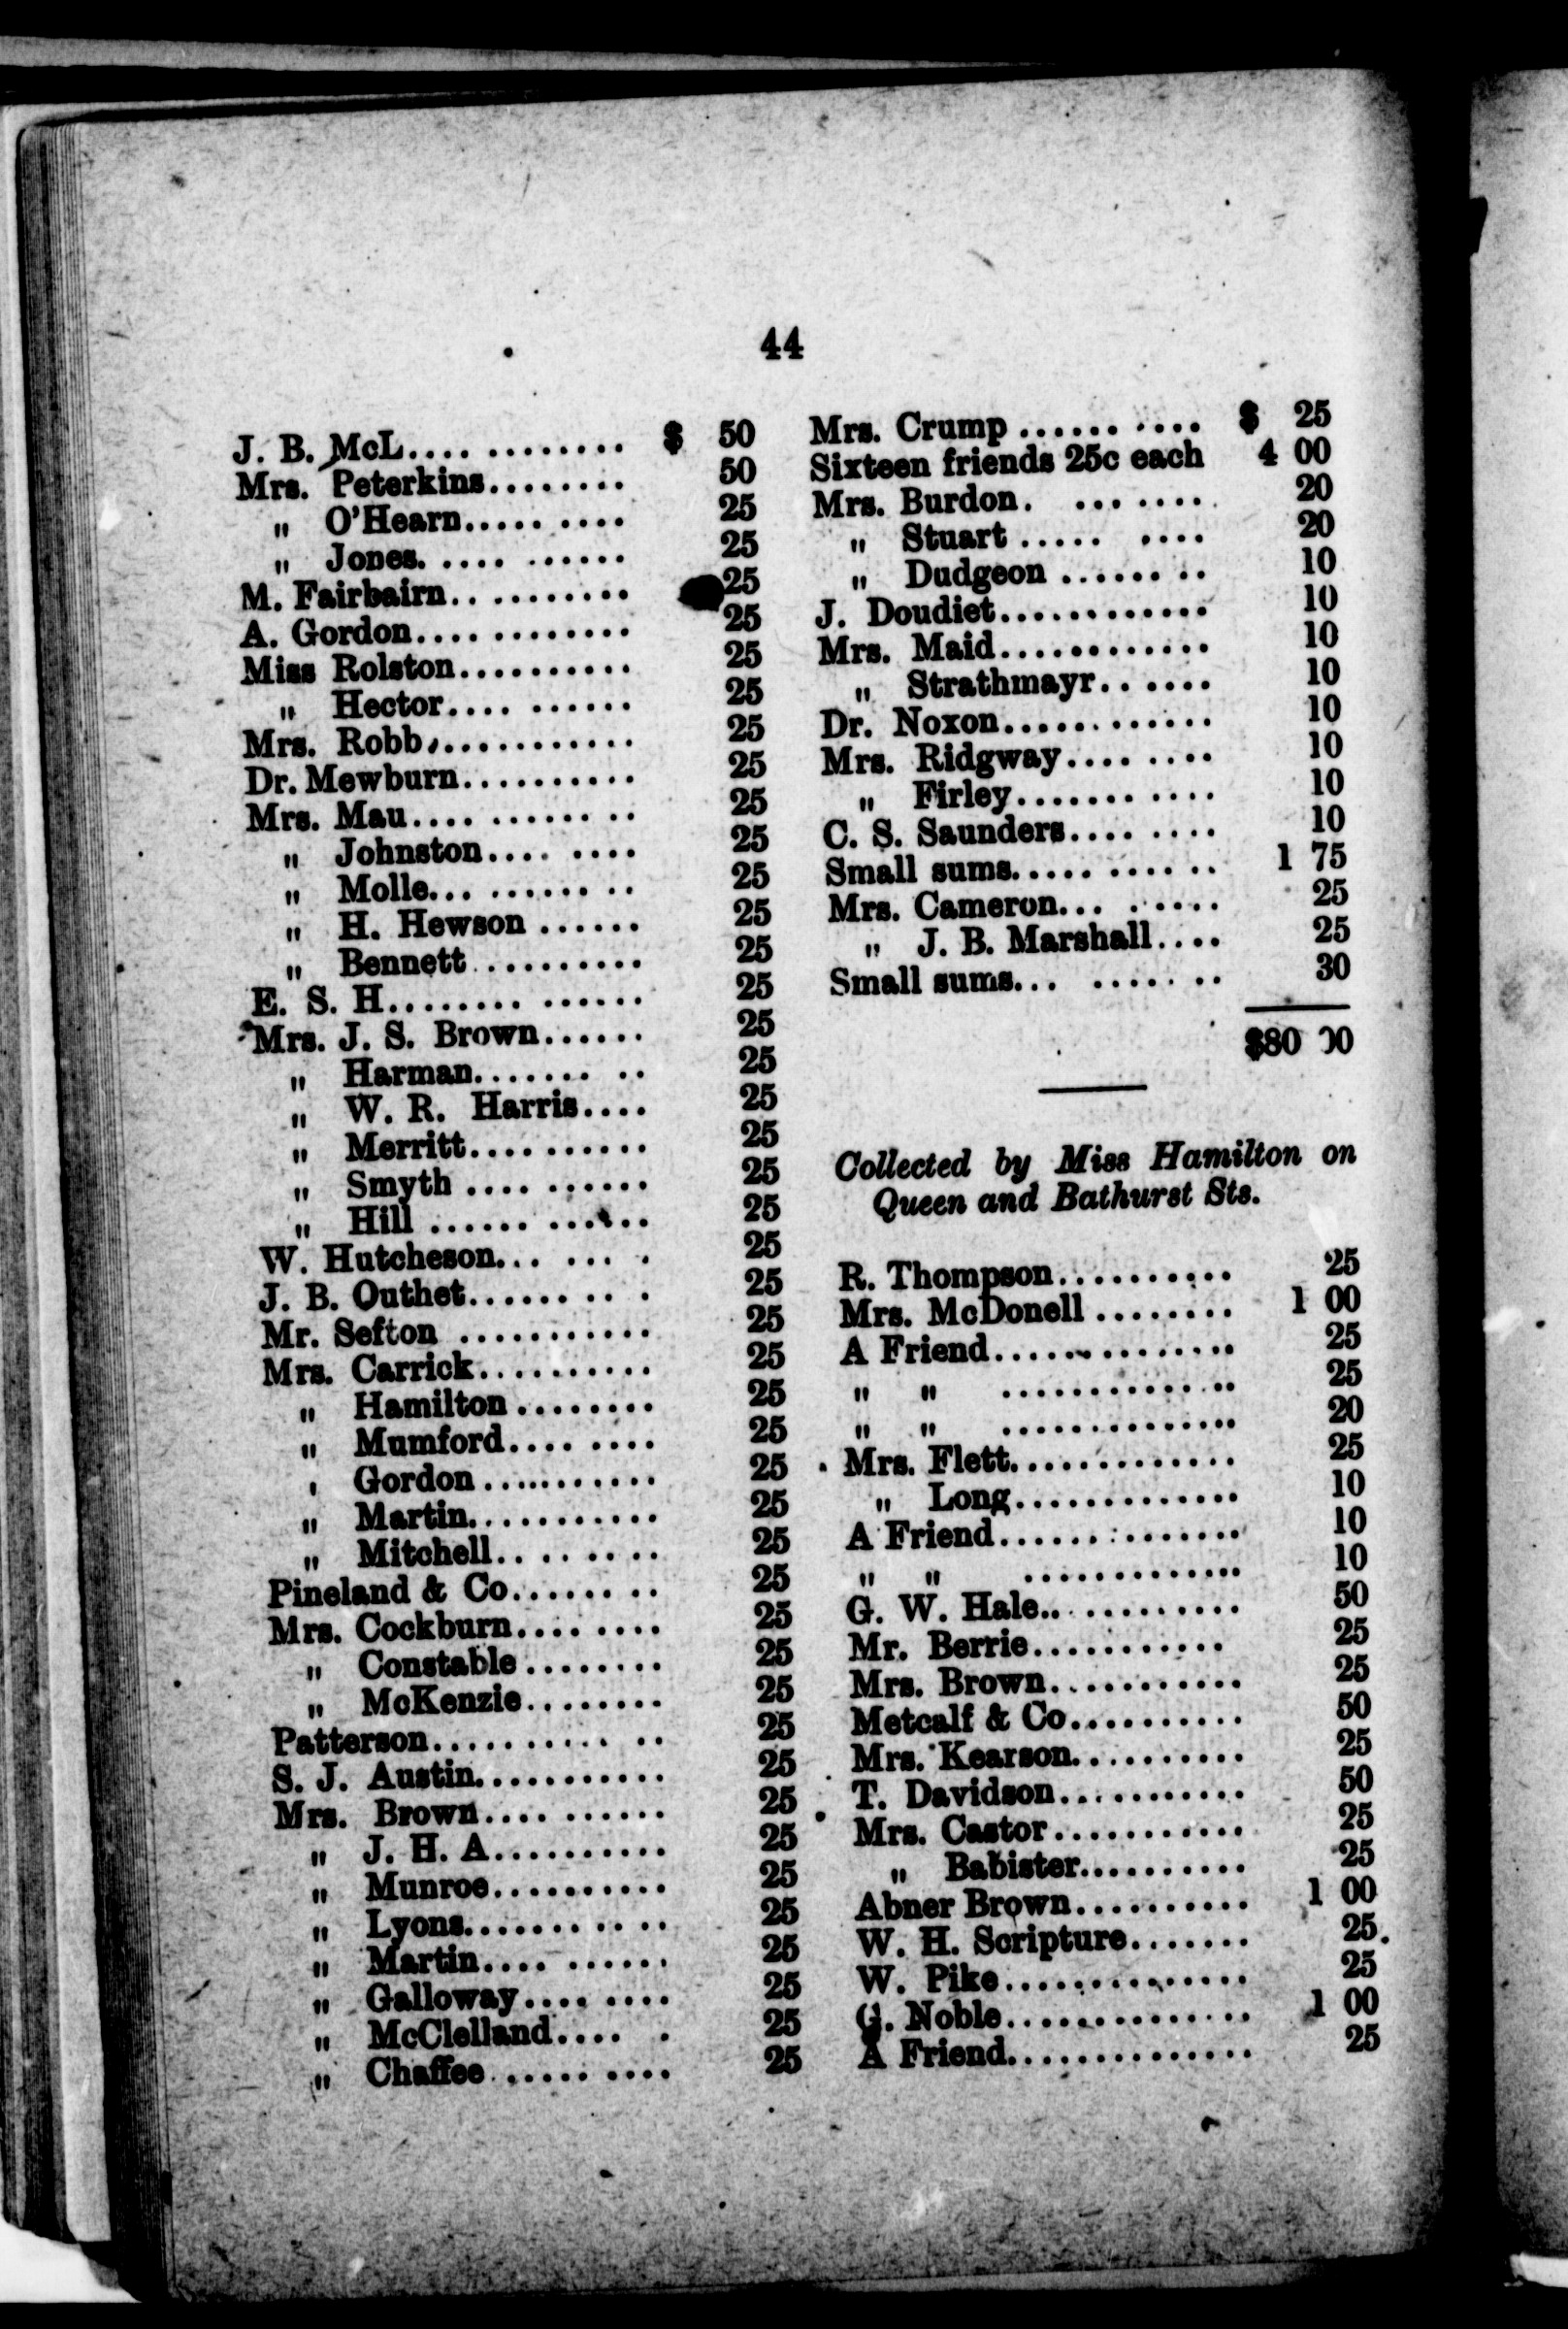 44
J. B. McL.... ........ $ 50
Mrs. Peterkins........ 50
„ O'Hearn..... .... 25
„ Jones. .... ...... 25
M. Fairbairn.. ........ 25
A. Gordon.... ........ 25
Miss Rolston.......... 25
„ Hector.... ...... 25
Mrs. Robb............ 25
Dr. Mewburn.......... 25
Mrs. Mau.... ...... .. 25
„ Johnston.... .... 25
„ Molle... ...... .. 25
„ H. Hewson ...... 25
„ Bennett.......... 25
E. S. H........ ...... 25
Mrs. J. S. Brown...... 25
„ Harman....... .. 25
„ W. R. Harris.... 25
„ Merritt.......... 25
„ Smyth .... ...... 25
„ Hill ...... ...... 25
W. Hutcheson... ... . 25
J. B. Outhet...... .. . 25
Mr. Sefton ........... 25
Mrs. Carrick.......... 25
„ Hamilton........ 25
„ Mumford.... .... 25
, Gordon .......... 25
„ Martin........... 25
„ Mitchell......... 25
Pineland & Co...... .. 25
Mrs. Cockburn.... .... 25
„ Constable........ 25
„ McKenzie........ 25
Patterson.......... .. 25
S. J. Austin........... 25
Mrs. Brown.... ...... 25
„ J. H. A.......... 25
„ Munroe.......... 25
„ Lyons........ .. 25
„ Martin.... ...... 25
„ Galloway.... .... 25
„ McClelland.... . 25
„ Chaffee...... .... 25
Mrs. Crump ...... .... $ 25
Sixteen friends 25c each 4 00
Mrs. Burdon. ... .... 20
„ Stuart ..... .... 20
„ Dudgeon ...... .. 10
J. Doudiet............ 10
Mrs. Maid............ 10
„ Strathmayr.. .... 10
Dr. Noxon............ 10
Mrs. Ridgway.... .... 10
„ Firley....... .... 10
C. S. Saunders.... .... 10
Small sums..... .... .. 1 75
Mrs. Cameron... ..... 25
„ J. B. Marshall.... 25
Small sums... ..... .. 30
$80 00
Collected by Miss Hamilton on
Queen and Bathurst Sts.
R. Thompson.......... 25
Mrs. McDonell ........ 1 00
A Friend.............. 25
„ „ .............. 25
„ „ .............. 20
Mrs. Flett............. 25
„ Long............. 10
A Friend.............. 10
„ „ ............. 10
G. W. Hale............ 50
Mr. Berrie........... 25
Mrs. Brown........... 25
Metcalf & Co.......... 50
Mrs. Kearson.......... 25
T. Davidson........... 50
Mrs. Castor........... 25
„ Babister.......... 25
Abner Brown.......... 1 00
W. H. Scripture....... 25
W. Pike.............. 25
G. Noble.............. 1 00
A Friend.............. 25